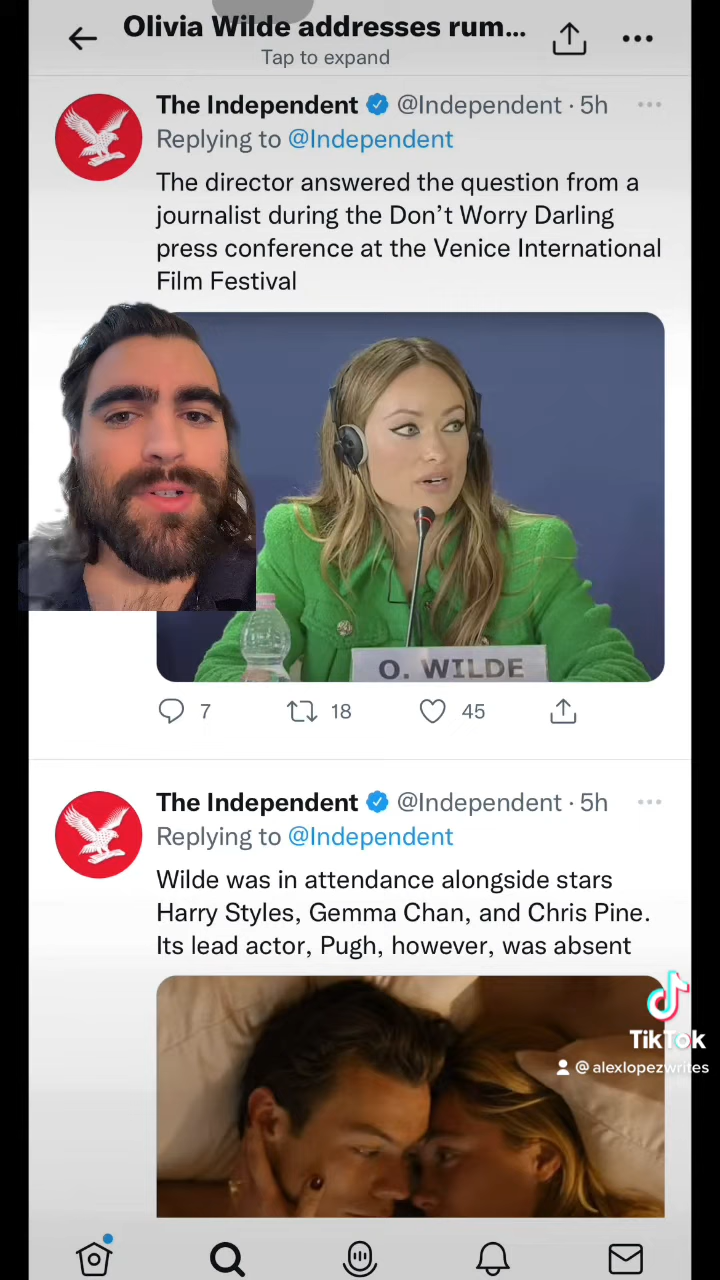 Olivia Wilde addresses rum...
Tap to expand
The Independent @Independent · 5h
Replying to @Independent
The director answered the question from a
journalist during the Don’t Worry Darling
press conference at the Venice International
Film Festival
O. WILDE
7 18 45
The Independent @Independent · 5h
Replying to @Independent
Wilde was in attendance alongside stars
Harry Styles, Gemma Chan, and Chris Pine.
Its lead actor, Pugh, however, was absent
TikTok
@alexlopezwrites